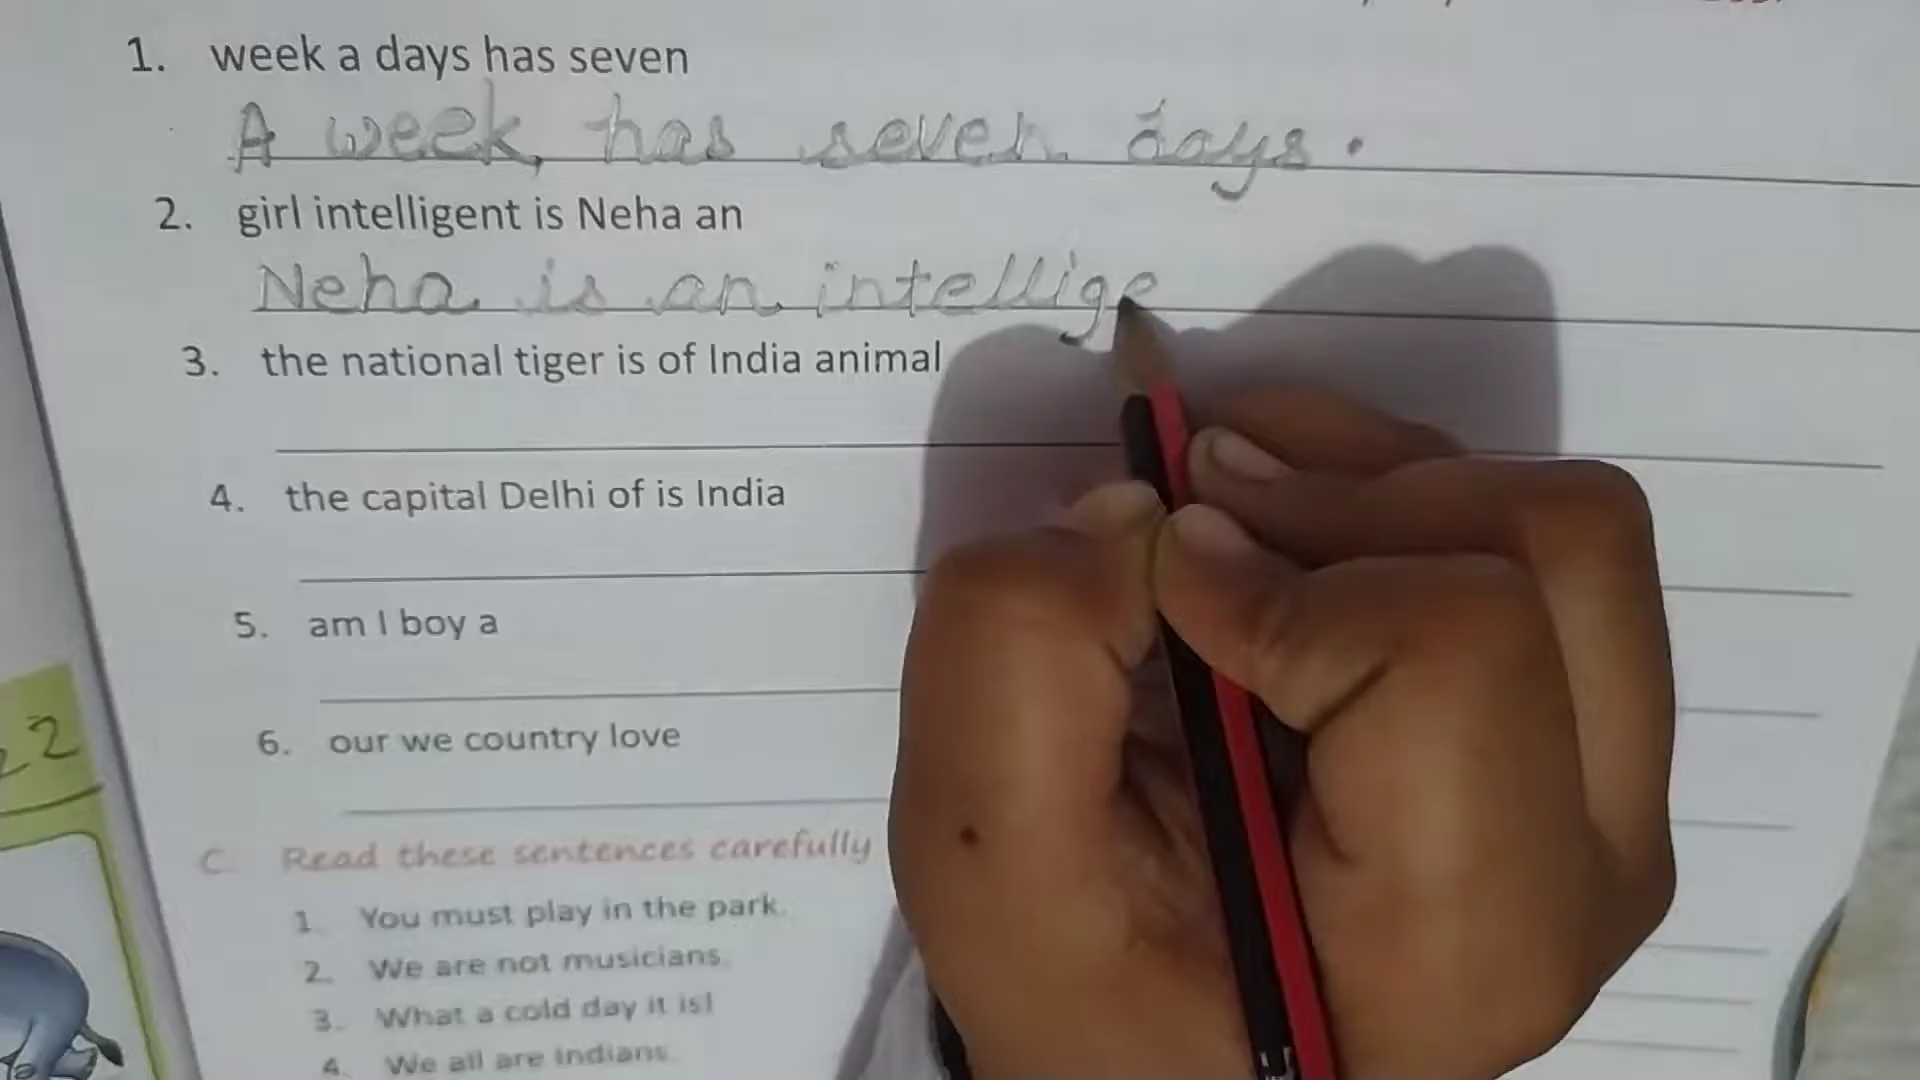 1. week a days has seven
A week has seven days.
2. girl intelligent is Neha an
Neha is an intellige
3. the national tiger is of India animal
4. the capital Delhi of is India
5. am I boy a
6. our we country love
C. Read these sentences carefully
1. You must play in the park.
2. We are not musicians.
3. What a cold day it is!
4. We all are Indians.